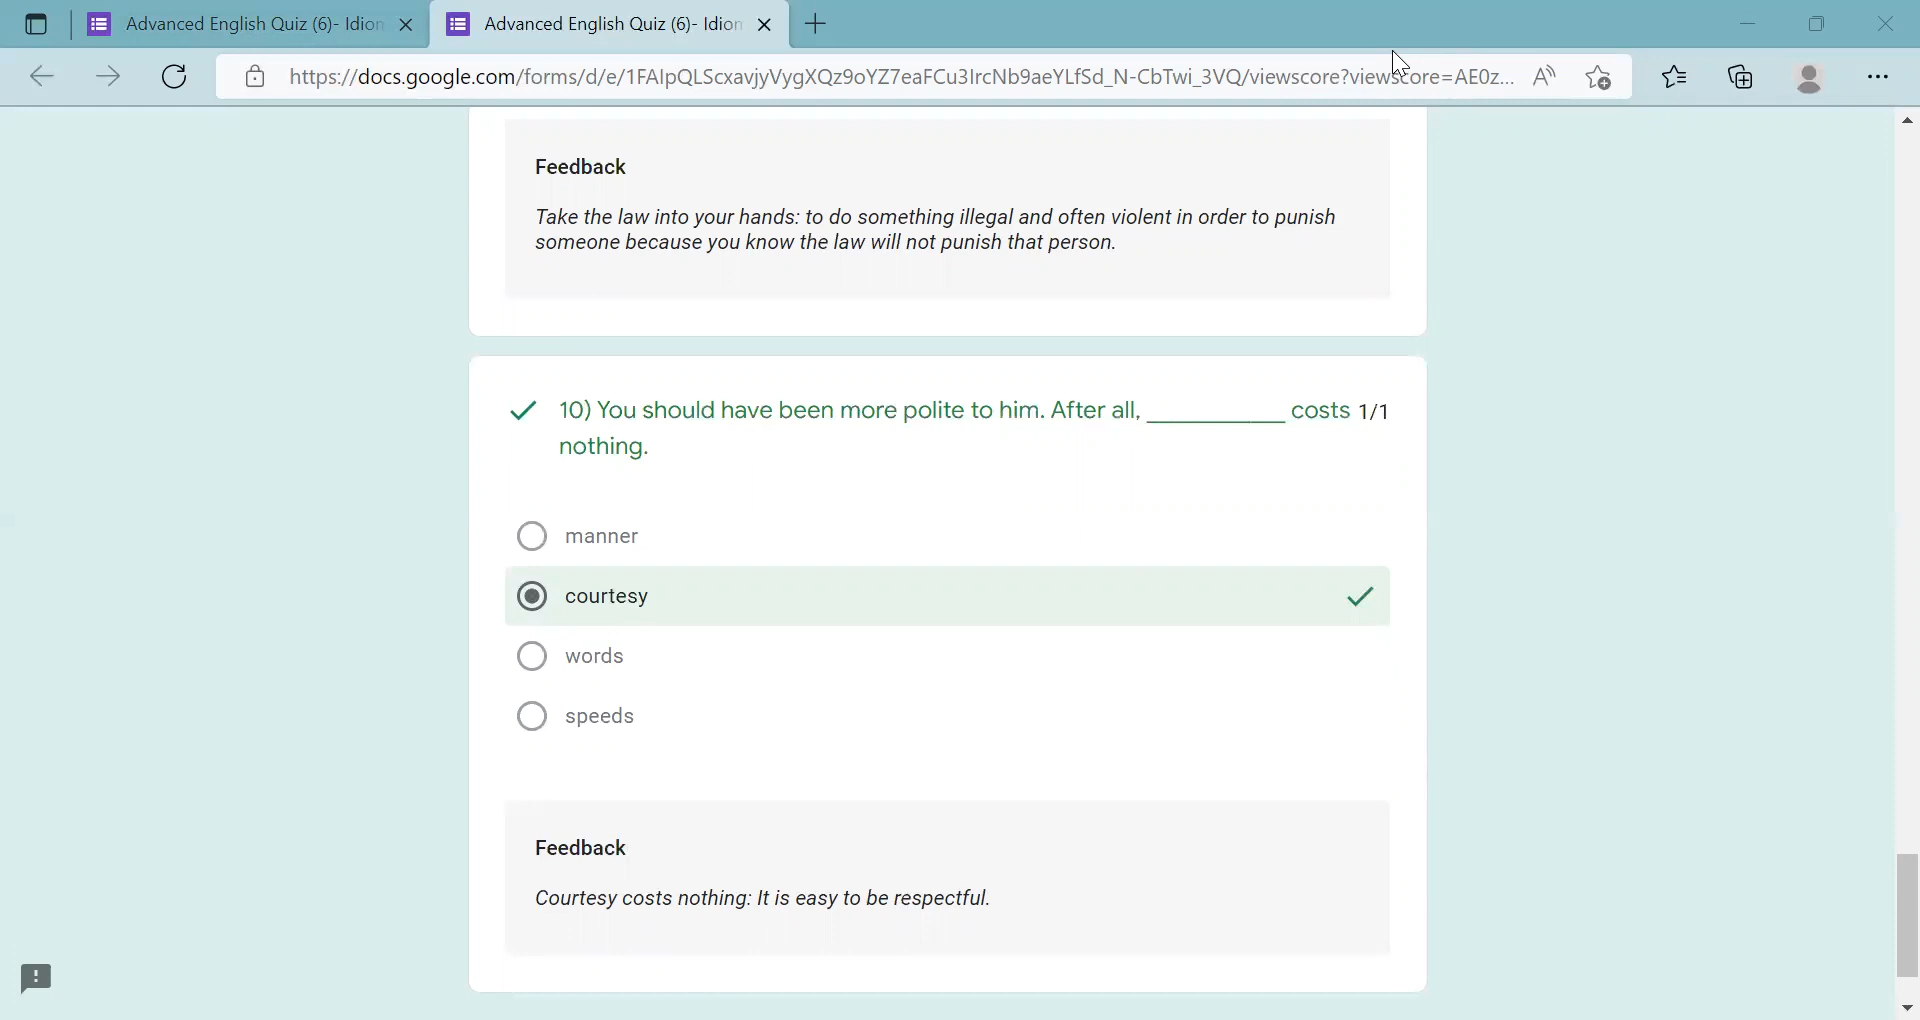 Advanced English Quiz (6)- Idion
Advanced English Quiz (6)- Idion
https://docs.google.com/forms/d/e/1FAIpQLScxavjyVygXQz9oYZ7eaFCu3IrcNb9aeYLfSd_N-CbTwi_3VQ/viewscore?viewscore=AE0z...
Feedback
Take the law into your hands: to do something illegal and often violent in order to punish
someone because you know the law will not punish that person.
10) You should have been more polite to him. After all, ____________ costs 1/1
nothing.
manner
courtesy
words
speeds
Feedback
Courtesy costs nothing: It is easy to be respectful.